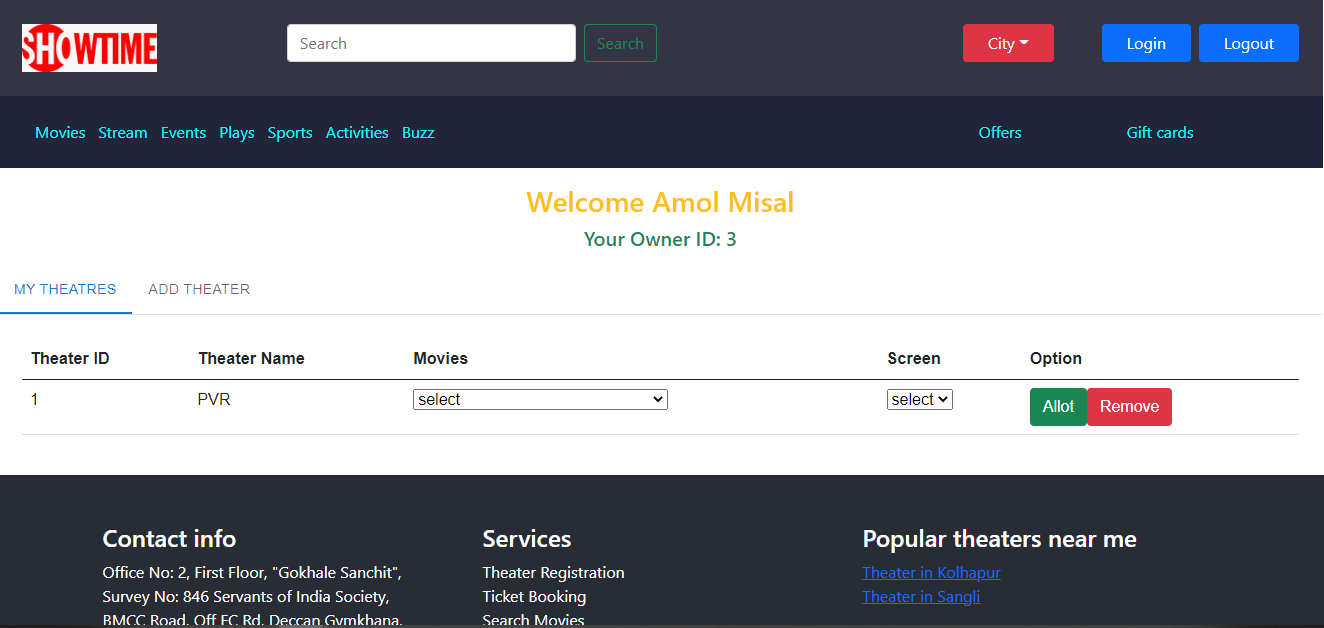 SHOWTIME Search Search City Login Logout
Movies Stream Events Plays Sports Activities Buzz Offers Gift cards
Welcome Amol Misal
Your Owner ID: 3
MY THEATRES ADD THEATER
Theater ID Theater Name Movies Screen Option
1 PVR select select Allot Remove
Contact info
Office No: 2, First Floor, "Gokhale Sanchit",
Survey No: 846 Servants of India Society,
BMCC Road, Off FC Rd, Deccan Gymkhana,
Services
Theater Registration
Ticket Booking
Search Movies
Popular theaters near me
Theater in Kolhapur
Theater in Sangli